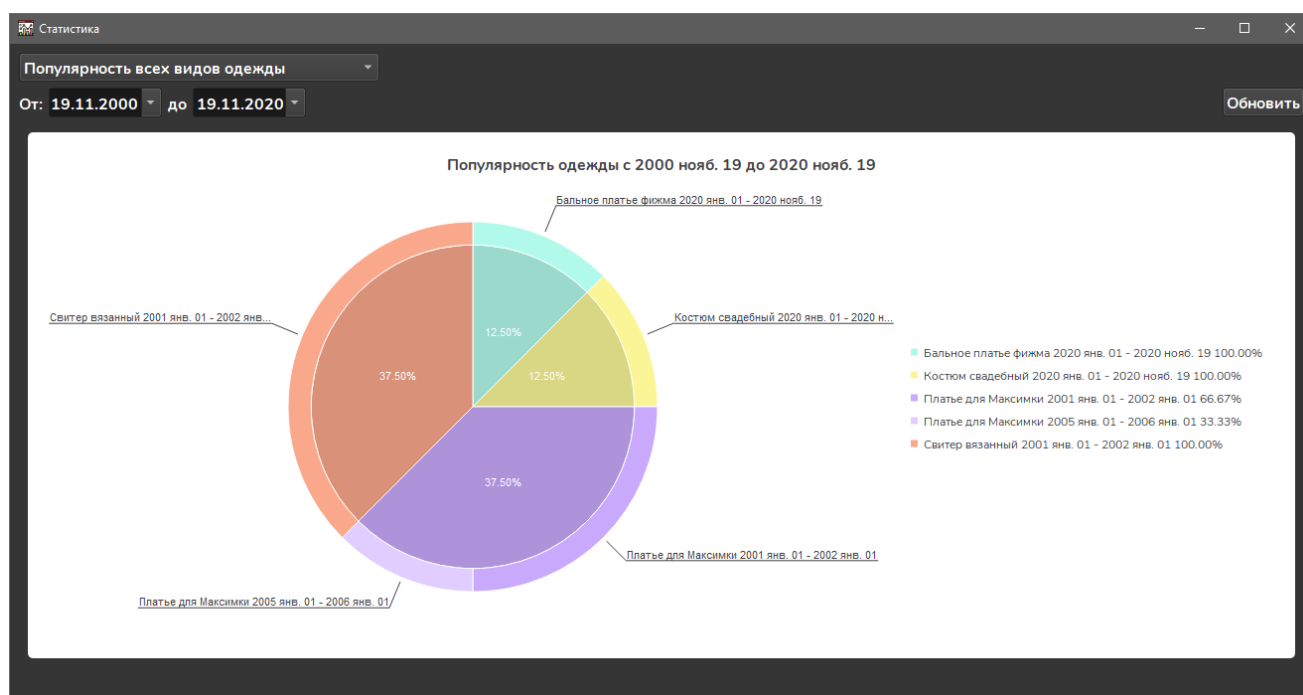 Статистика
Популярность всех видов одежды
От: 19.11.2000 до 19.11.2020
Обновить
Популярность одежды с 2000 нояб. 19 до 2020 нояб. 19
Бальное платье фижма 2020 янв. 01 - 2020 нояб. 19
Свитер вязанный 2001 янв. 01 - 2002 янв...
Костюм свадебный 2020 янв. 01 - 2020 н...
12.50%
37.50%
12.50%
37.50%
Бальное платье фижма 2020 янв. 01 - 2020 нояб. 19 100.00%
Костюм свадебный 2020 янв. 01 - 2020 нояб. 19 100.00%
Платье для Максимки 2001 янв. 01 - 2002 янв. 01 66.67%
Платье для Максимки 2005 янв. 01 - 2006 янв. 01 33.33%
Свитер вязанный 2001 янв. 01 - 2002 янв. 01 100.00%
Платье для Максимки 2001 янв. 01 - 2002 янв. 01
Платье для Максимки 2005 янв. 01 - 2006 янв. 01